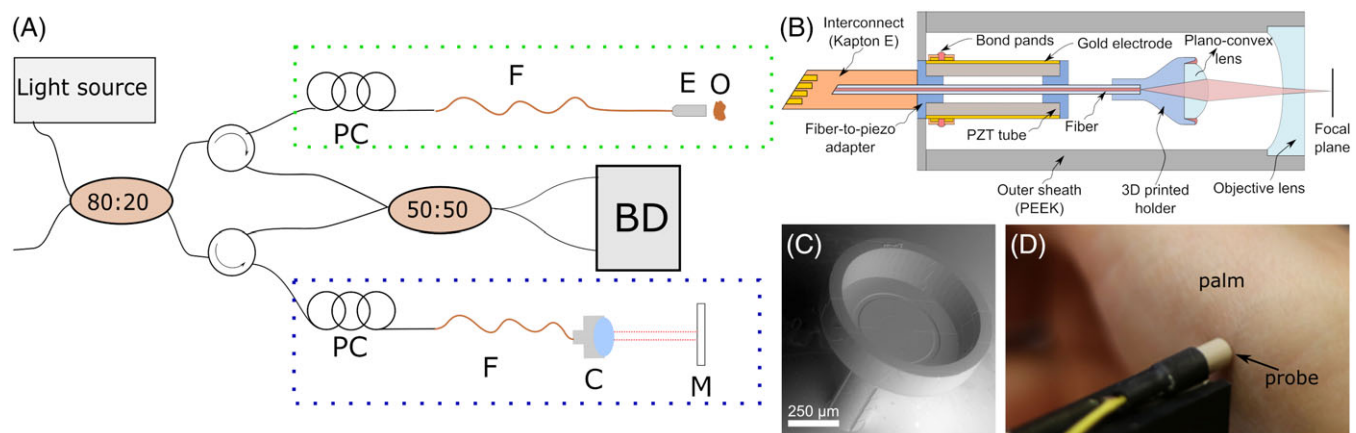 (A)
Light source
80:20
PC
F
E
O
50:50
BD
PC
F
C
M
(B)
Interconnect
(Kapton E)
Bond pands
Gold electrode
Plano-convex
lens
Fiber-to-piezo
adapter
PZT tube
Fiber
Outer sheath
(PEEK)
3D printed
holder
Objective lens
Focal
plane
(C)
250 µm
(D)
palm
probe